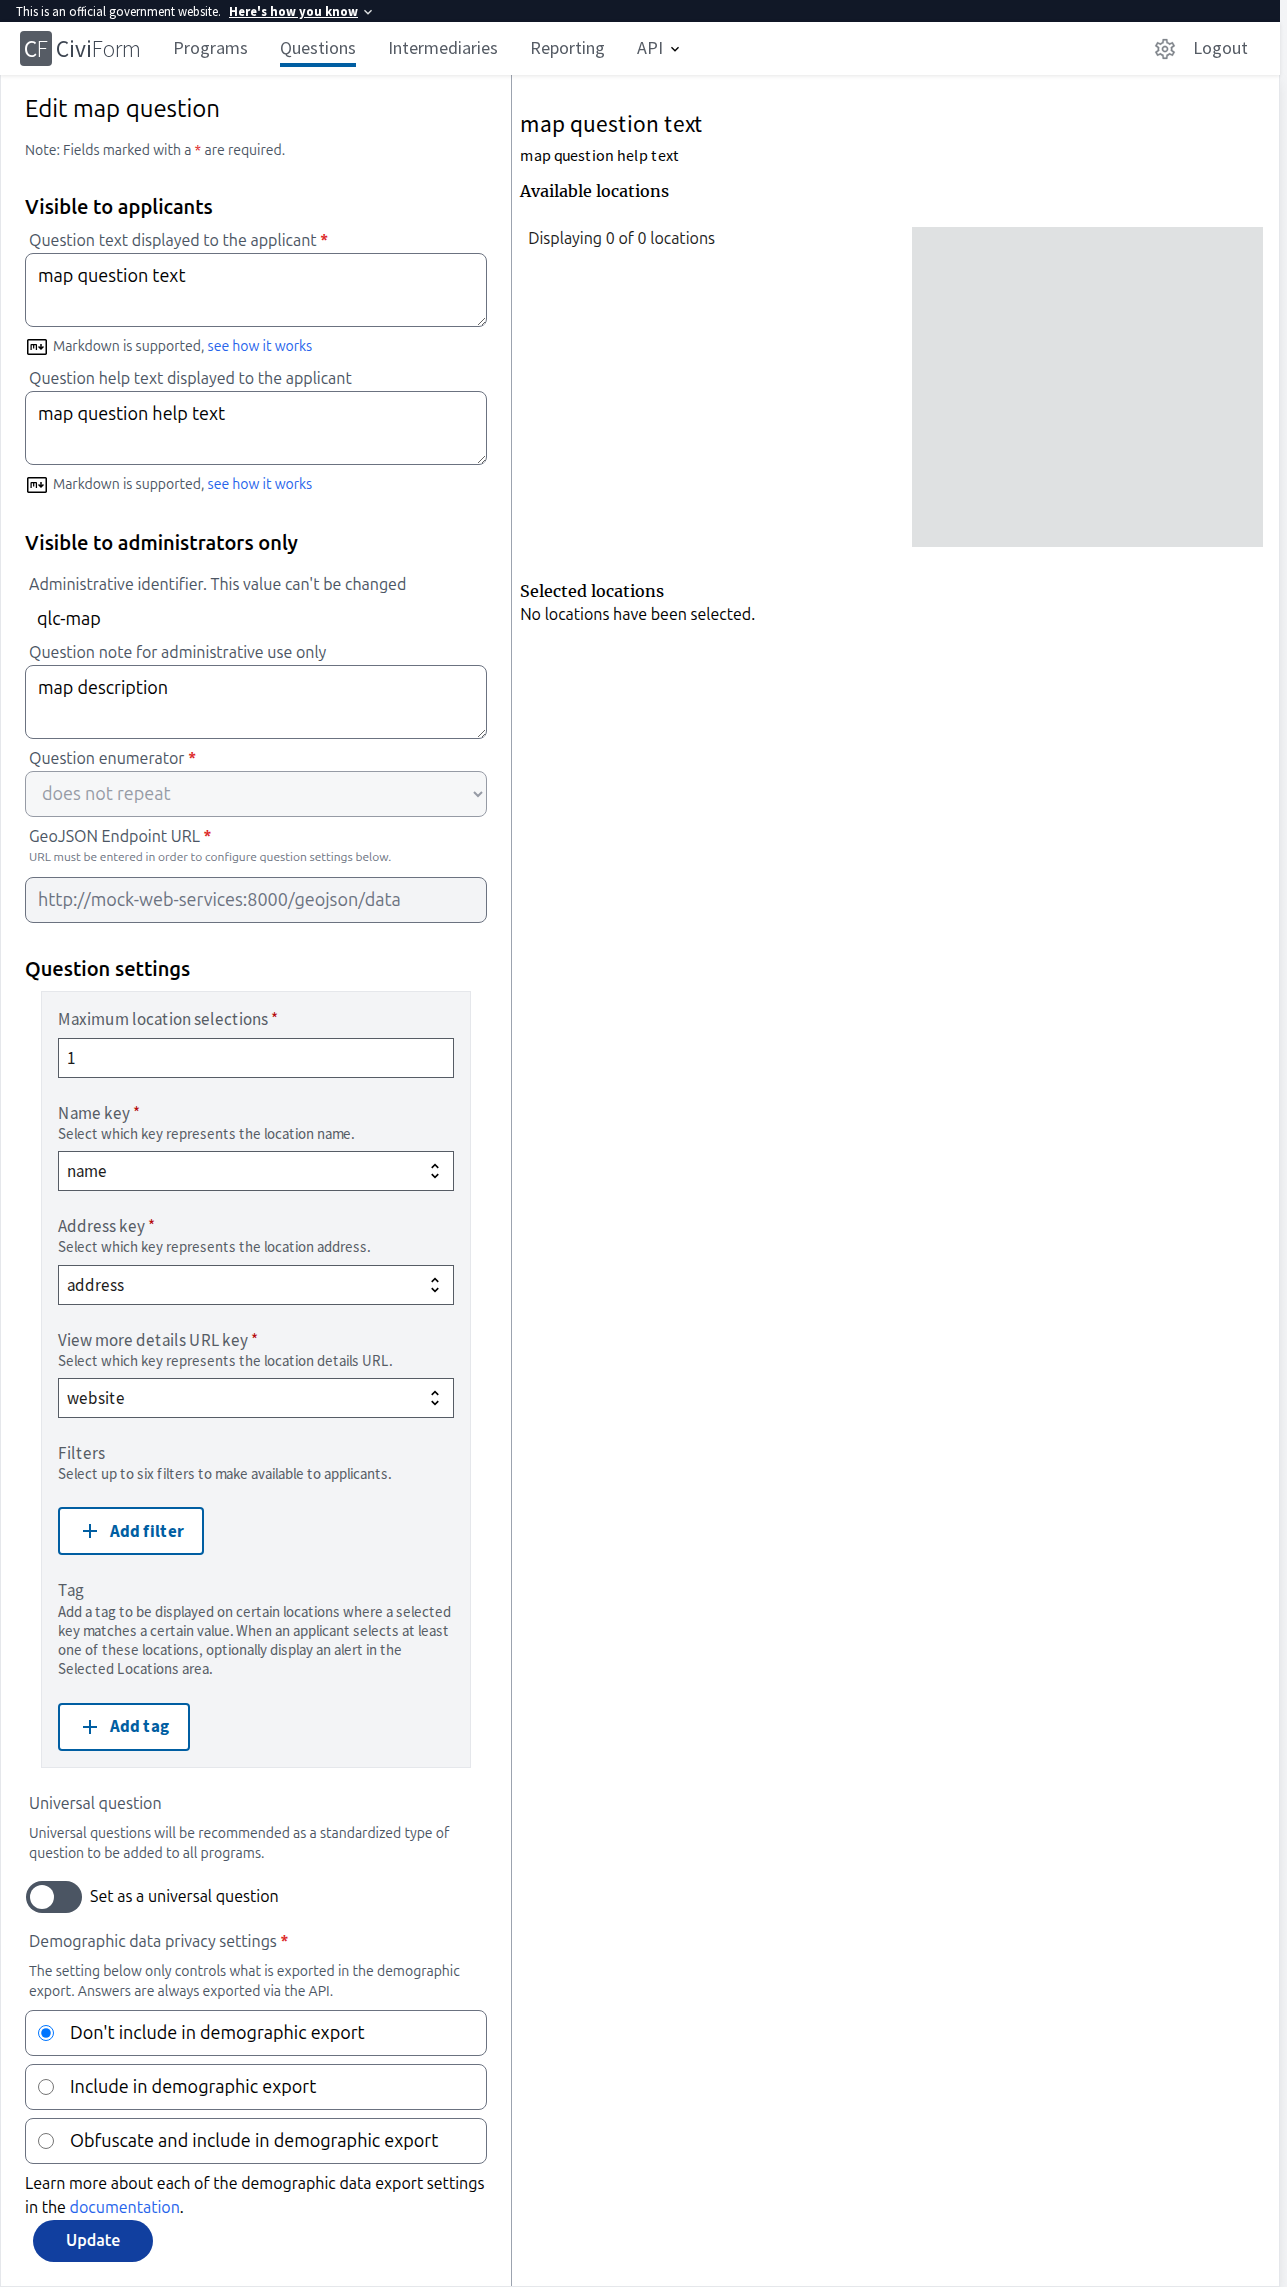 This is an official government website. Here's how you know
CF CiviForm Programs Questions Intermediaries Reporting API Logout
Edit map question
Note: Fields marked with a * are required.
Visible to applicants
Question text displayed to the applicant *
map question text
Markdown is supported, see how it works
Question help text displayed to the applicant
map question help text
Markdown is supported, see how it works
Visible to administrators only
Administrative identifier. This value can't be changed
qlc-map
Question note for administrative use only
map description
Question enumerator *
does not repeat
GeoJSON Endpoint URL *
URL must be entered in order to configure question settings below.
http://mock-web-services:8000/geojson/data
Question settings
Maximum location selections *
1
Name key *
Select which key represents the location name.
name
Address key *
Select which key represents the location address.
address
View more details URL key *
Select which key represents the location details URL.
website
Filters
Select up to six filters to make available to applicants.
Add filter
Tag
Add a tag to be displayed on certain locations where a selected
key matches a certain value. When an applicant selects at least
one of these locations, optionally display an alert in the
Selected Locations area.
Add tag
Universal question
Universal questions will be recommended as a standardized type of
question to be added to all programs.
Set as a universal question
Demographic data privacy settings *
The setting below only controls what is exported in the demographic
export. Answers are always exported via the API.
Don't include in demographic export
Include in demographic export
Obfuscate and include in demographic export
Learn more about each of the demographic data export settings
in the documentation.
Update
map question text
map question help text
Available locations
Displaying 0 of 0 locations
Selected locations
No locations have been selected.